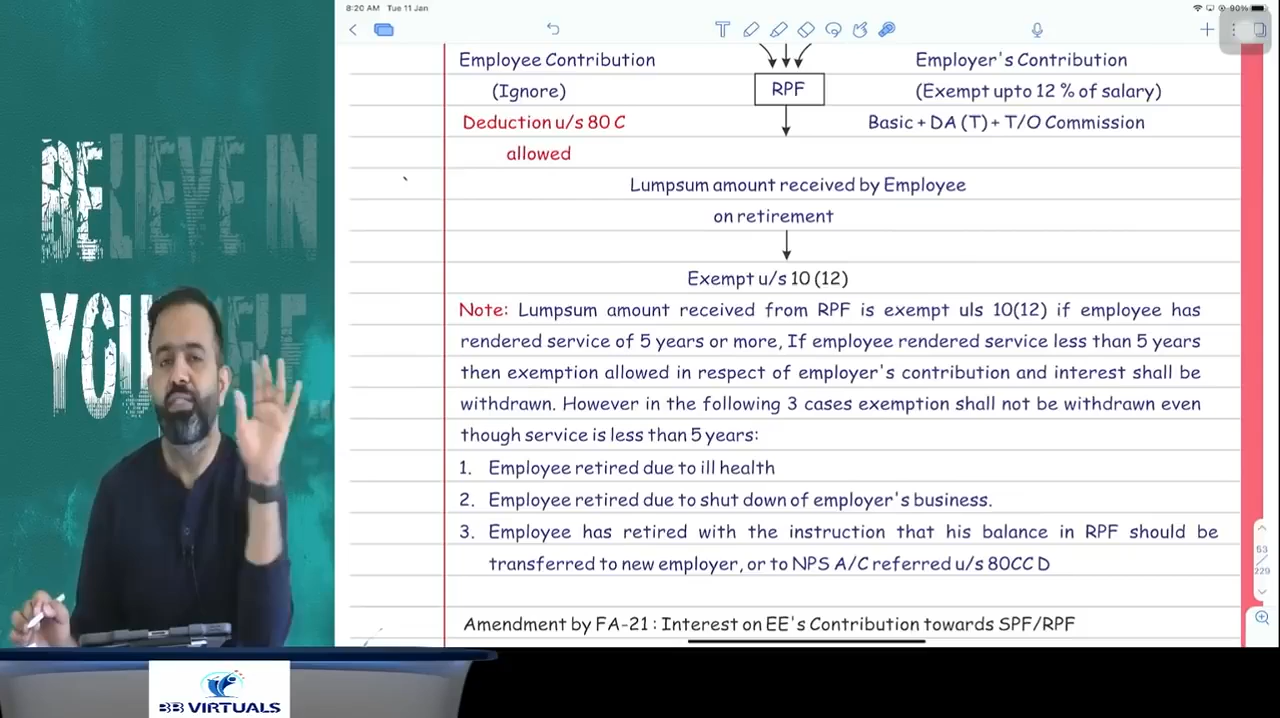 8:20 AM Tue 11 Jan
90%
Employee Contribution
(Ignore)
Deduction u/s 80 C
allowed
RPF
Employer's Contribution
(Exempt upto 12 % of salary)
Basic + DA (T) + T/O Commission
Lumpsum amount received by Employee
on retirement
Exempt u/s 10 (12)
Note: Lumpsum amount received from RPF is exempt uls 10(12) if employee has
rendered service of 5 years or more, If employee rendered service less than 5 years
then exemption allowed in respect of employer's contribution and interest shall be
withdrawn. However in the following 3 cases exemption shall not be withdrawn even
though service is less than 5 years:
1. Employee retired due to ill health
2. Employee retired due to shut down of employer's business.
3. Employee has retired with the instruction that his balance in RPF should be
transferred to new employer, or to NPS A/C referred u/s 80CC D
Amendment by FA-21 : Interest on EE's Contribution towards SPF/RPF
53
229
BELIEVE IN
YOURSELF
BB VIRTUALS